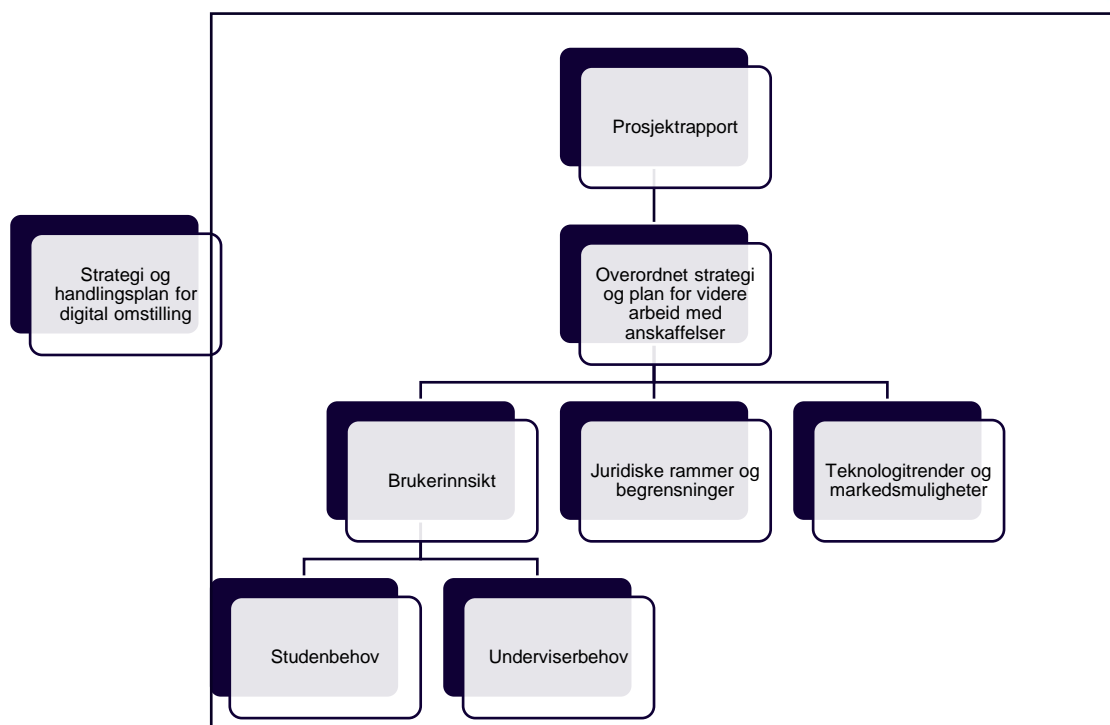 Prosjektrapport
Strategi og
handlingsplan for
digital omstilling
Overordnet strategi
og plan for videre
arbeid med
anskaffelser
Brukerinnsikt
Juridiske rammer og
begrensninger
Teknologitrender og
markedsmuligheter
Studenbehov
Underviserbehov